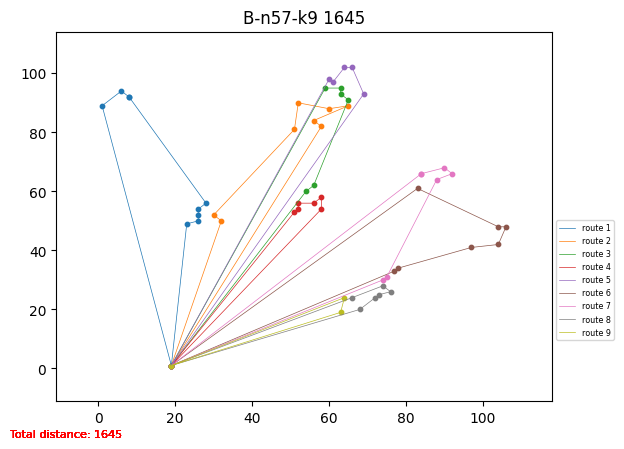 B-n57-k9 1645
100
80
60
40
20
0
0 20 40 60 80 100
route 1
route 2
route 3
route 4
route 5
route 6
route 7
route 8
route 9
Total distance: 1645